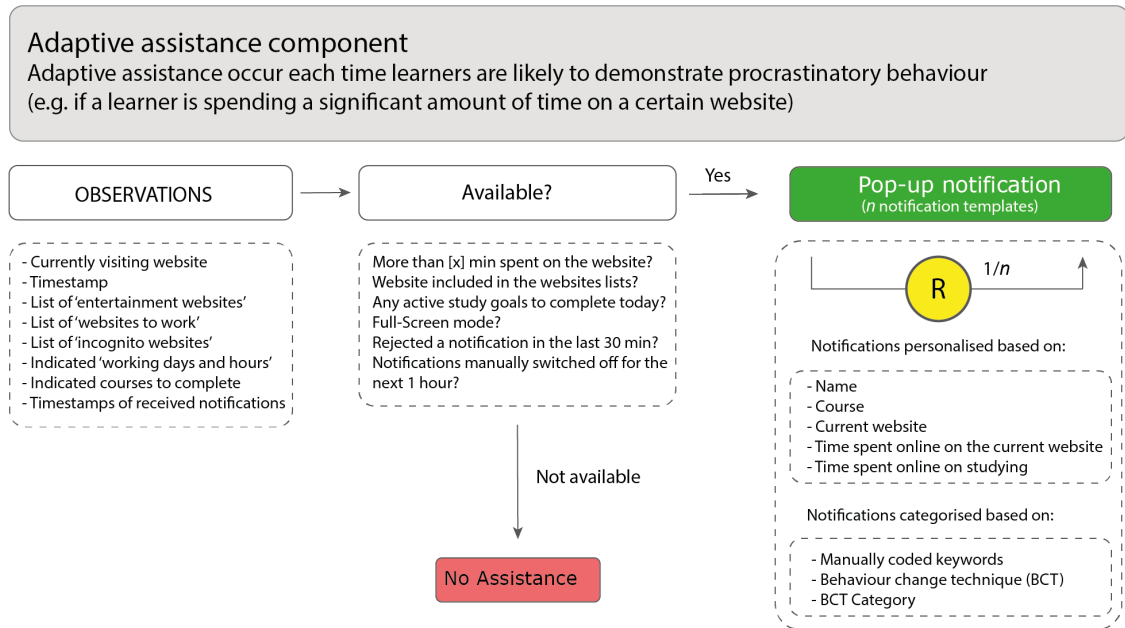 Adaptive assistance component
Adaptive assistance occur each time learners are likely to demonstrate procrastinatory behaviour
(e.g. if a learner is spending a significant amount of time on a certain website)
OBSERVATIONS
- Currently visiting website
- Timestamp
- List of ‘entertainment websites’
- List of ‘websites to work’
- List of ‘incognito websites’
- Indicated ‘working days and hours’
- Indicated courses to complete
- Timestamps of received notifications
Available?
More than [x] min spent on the website?
Website included in the websites lists?
Any active study goals to complete today?
Full-Screen mode?
Rejected a notification in the last 30 min?
Notifications manually switched off for the
next 1 hour?
Not available
No Assistance
Yes
Pop-up notification
(n notification templates)
R
1/n
Notifications personalised based on:
- Name
- Course
- Current website
- Time spent online on the current website
- Time spent online on studying
Notifications categorised based on:
- Manually coded keywords
- Behaviour change technique (BCT)
- BCT Category